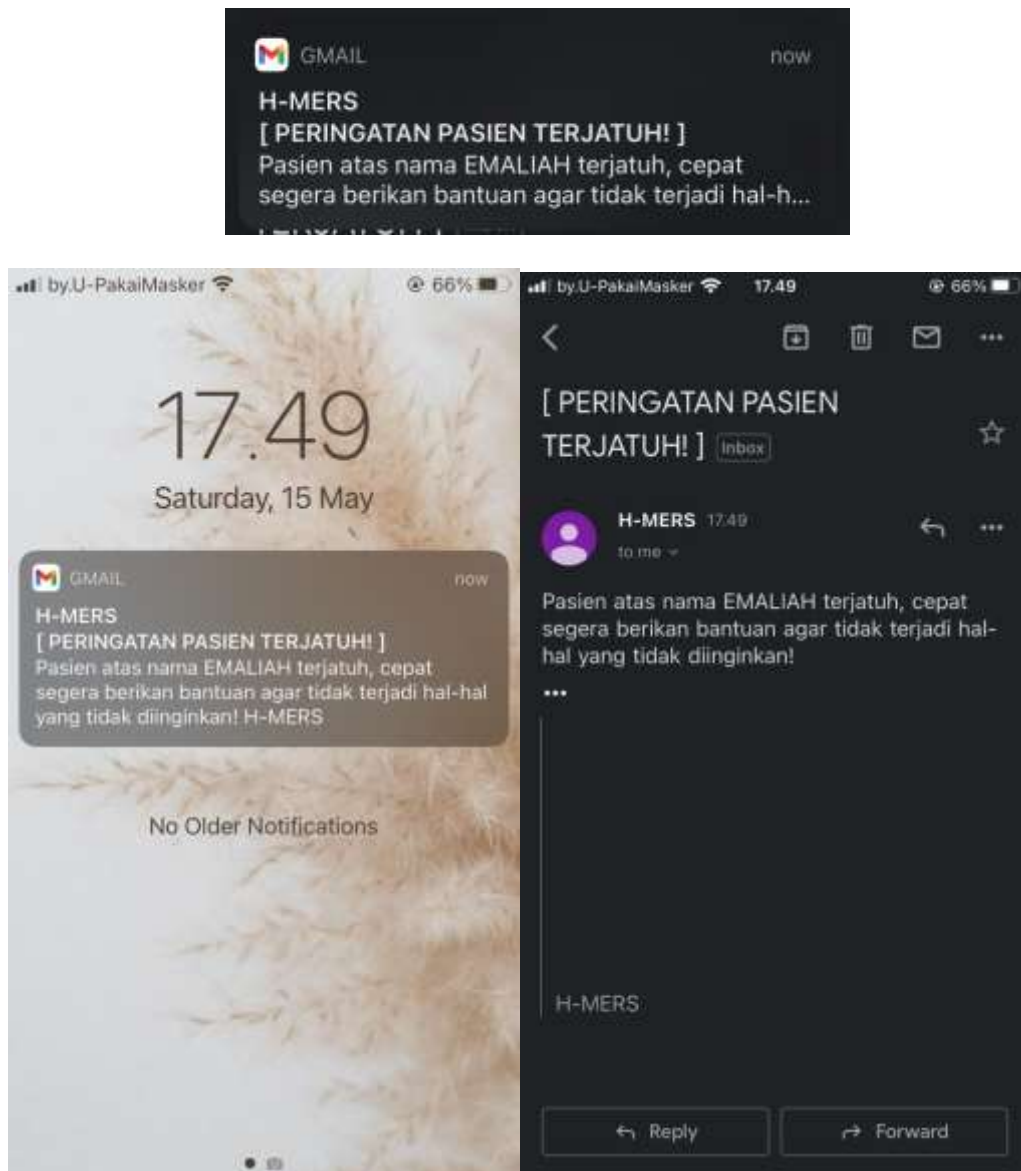 GMAIL now
H-MERS
[ PERINGATAN PASIEN TERJATUH! ]
Pasien atas nama EMALIAH terjatuh, cepat
segera berikan bantuan agar tidak terjadi hal-h...
by.U-PakaiMasker 66%
17.49
Saturday, 15 May
GMAIL now
H-MERS
[ PERINGATAN PASIEN TERJATUH! ]
Pasien atas nama EMALIAH terjatuh, cepat
segera berikan bantuan agar tidak terjadi hal-hal
yang tidak diinginkan! H-MERS
No Older Notifications
by.U-PakaiMasker 17.49 66%
[ PERINGATAN PASIEN
TERJATUH! ] Inbox
H-MERS 17.49
to me
Pasien atas nama EMALIAH terjatuh, cepat
segera berikan bantuan agar tidak terjadi hal-
hal yang tidak diinginkan!
H-MERS
Reply Forward